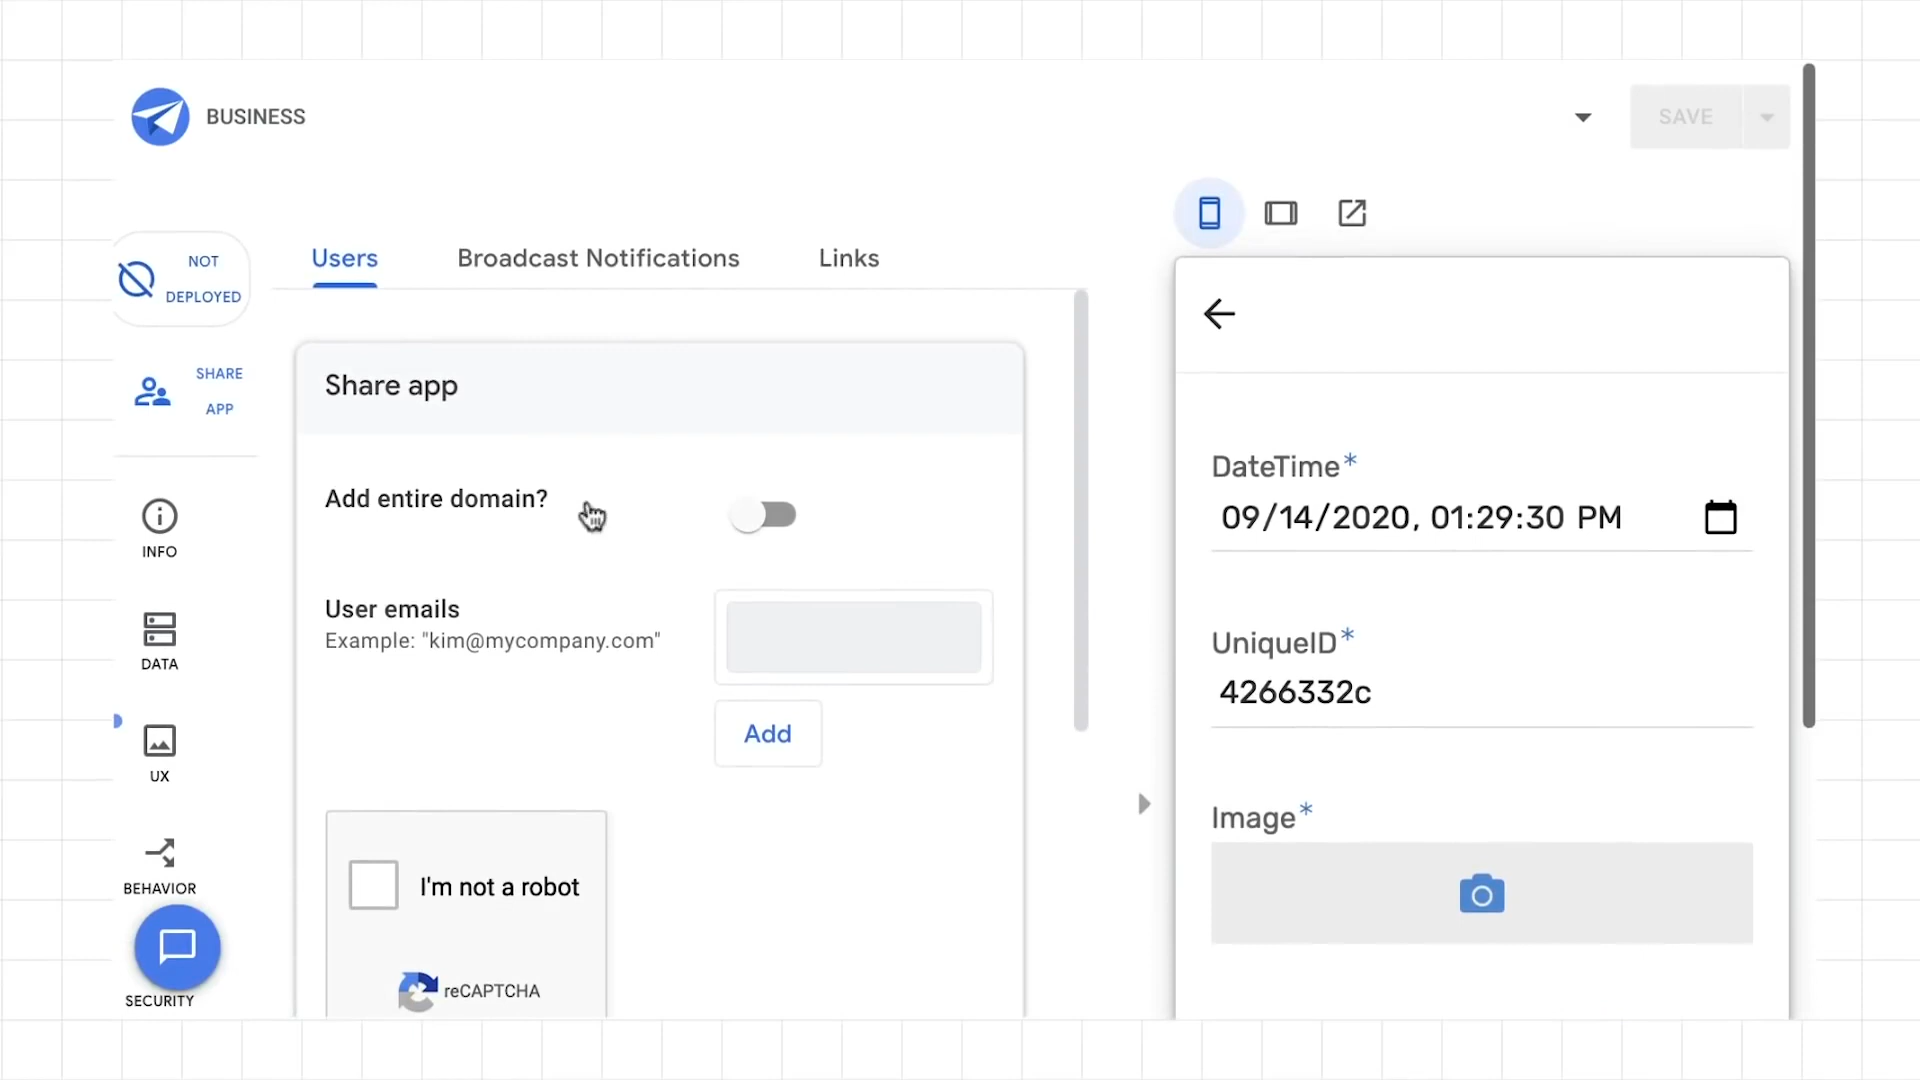 BUSINESS
SAVE
NOT
DEPLOYED
SHARE
APP
INFO
DATA
UX
BEHAVIOR
SECURITY
Users
Broadcast Notifications
Links
Share app
Add entire domain?
User emails
Example: "kim@mycompany.com"
Add
I'm not a robot
reCAPTCHA
DateTime*
09/14/2020, 01:29:30 PM
UniqueID*
4266332c
Image*